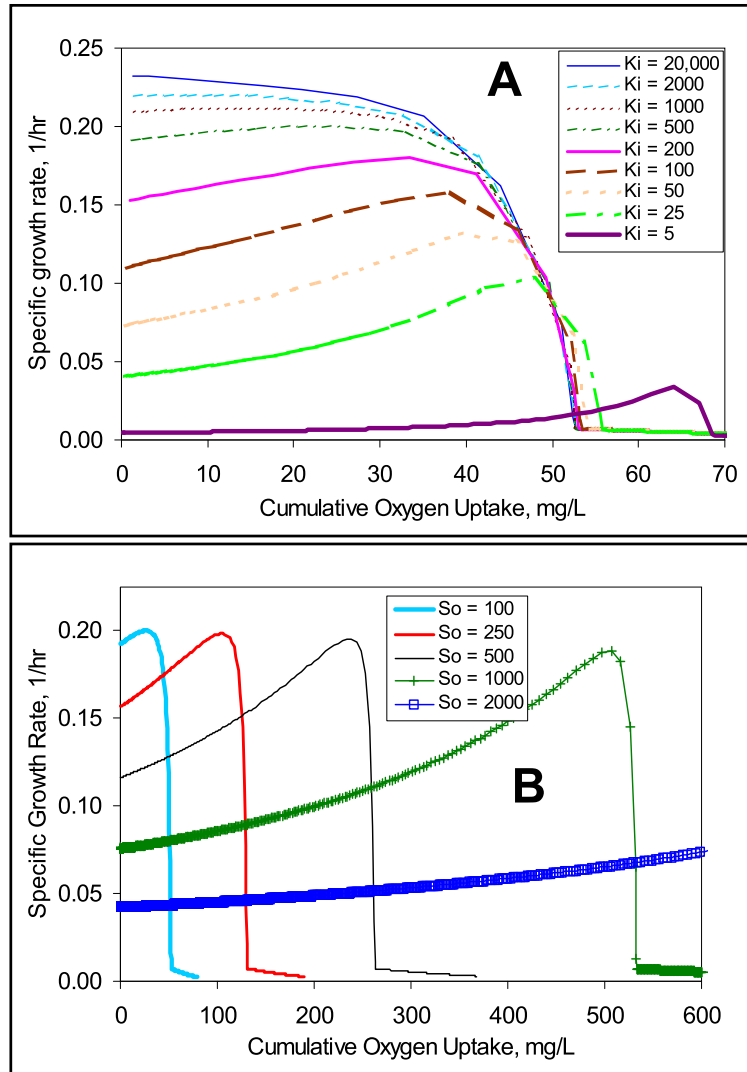 A
Ki = 20,000
Ki = 2000
Ki = 1000
Ki = 500
Ki = 200
Ki = 100
Ki = 50
Ki = 25
Ki = 5
Specific growth rate, 1/hr
0.25
0.20
0.15
0.10
0.05
0.00
0 10 20 30 40 50 60 70
Cumulative Oxygen Uptake, mg/L
So = 100
So = 250
So = 500
So = 1000
So = 2000
B
Specific Growth Rate, 1/hr
0.20
0.15
0.10
0.05
0.00
0 100 200 300 400 500 600
Cumulative Oxygen Uptake, mg/L